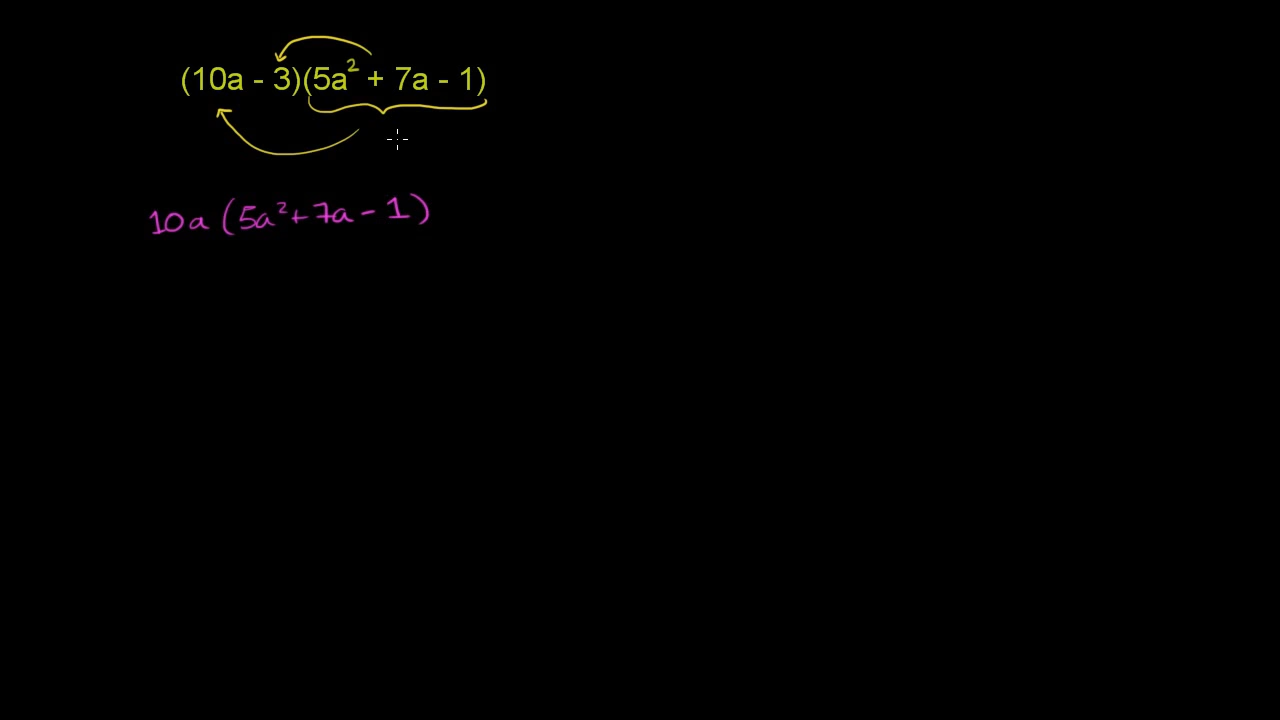 (10a - 3)(5a² + 7a - 1)
10a (5a² + 7a - 1)